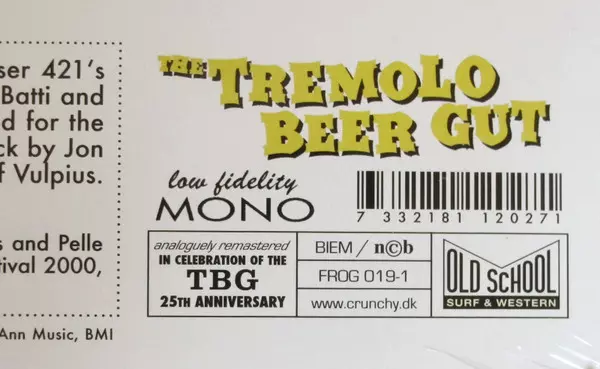 ser 421's
Batti and
d for the
ck by Jon
f Vulpius.
s and Pelle
tival 2000,
Ann Music, BMI
THE TREMOLO
BEER GUT
low fidelity
MONO
7 332181 120271
analoguely remastered
IN CELEBRATION OF THE
TBG
25TH ANNIVERSARY
BIEM / n©b
FROG 019-1
www.crunchy.dk
OLD SCHOOL
SURF & WESTERN